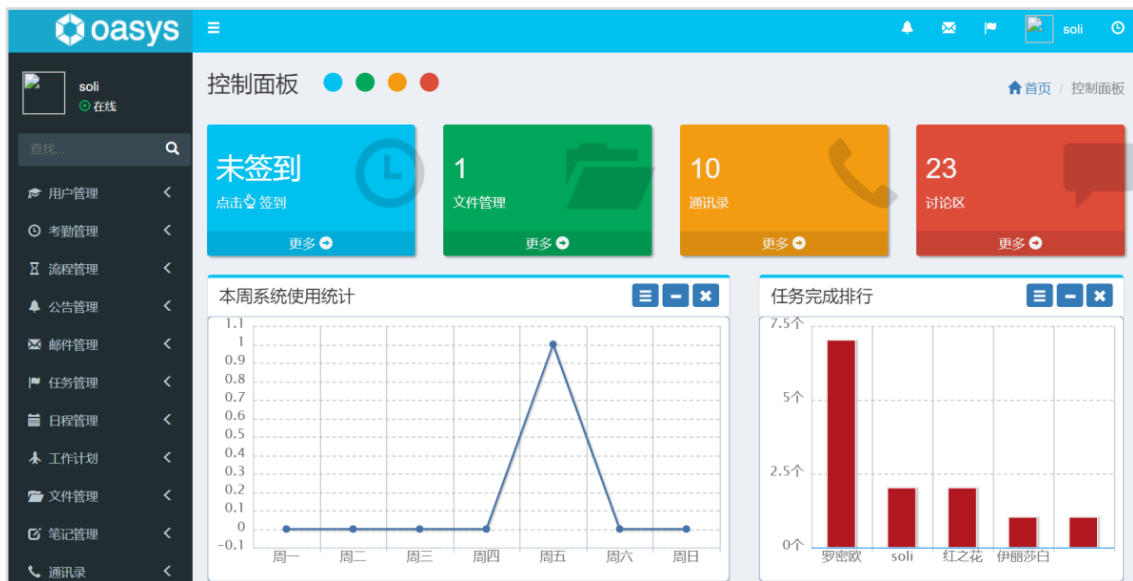 oasys
soli
soli
在线
查找...
用户管理
考勤管理
流程管理
公告管理
邮件管理
任务管理
日程管理
工作计划
文件管理
笔记管理
通讯录
控制面板
首页 / 控制面板
未签到
点击 签到
更多
1
文件管理
更多
10
通讯录
更多
23
讨论区
更多
本周系统使用统计
1.1
1
0.9
0.8
0.7
0.6
0.5
0.4
0.3
0.2
0.1
0
-0.1
周一 周二 周三 周四 周五 周六 周日
任务完成排行
7.5个
5个
2.5个
0个
罗密欧 soli 红之花 伊丽莎白